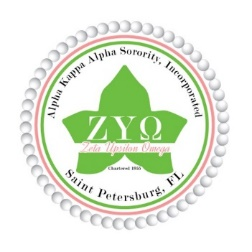 Alpha Kappa Alpha Sorority, Incorporated
ΖΥΩ
Zeta Upsilon Omega
Saint Petersburg, FL